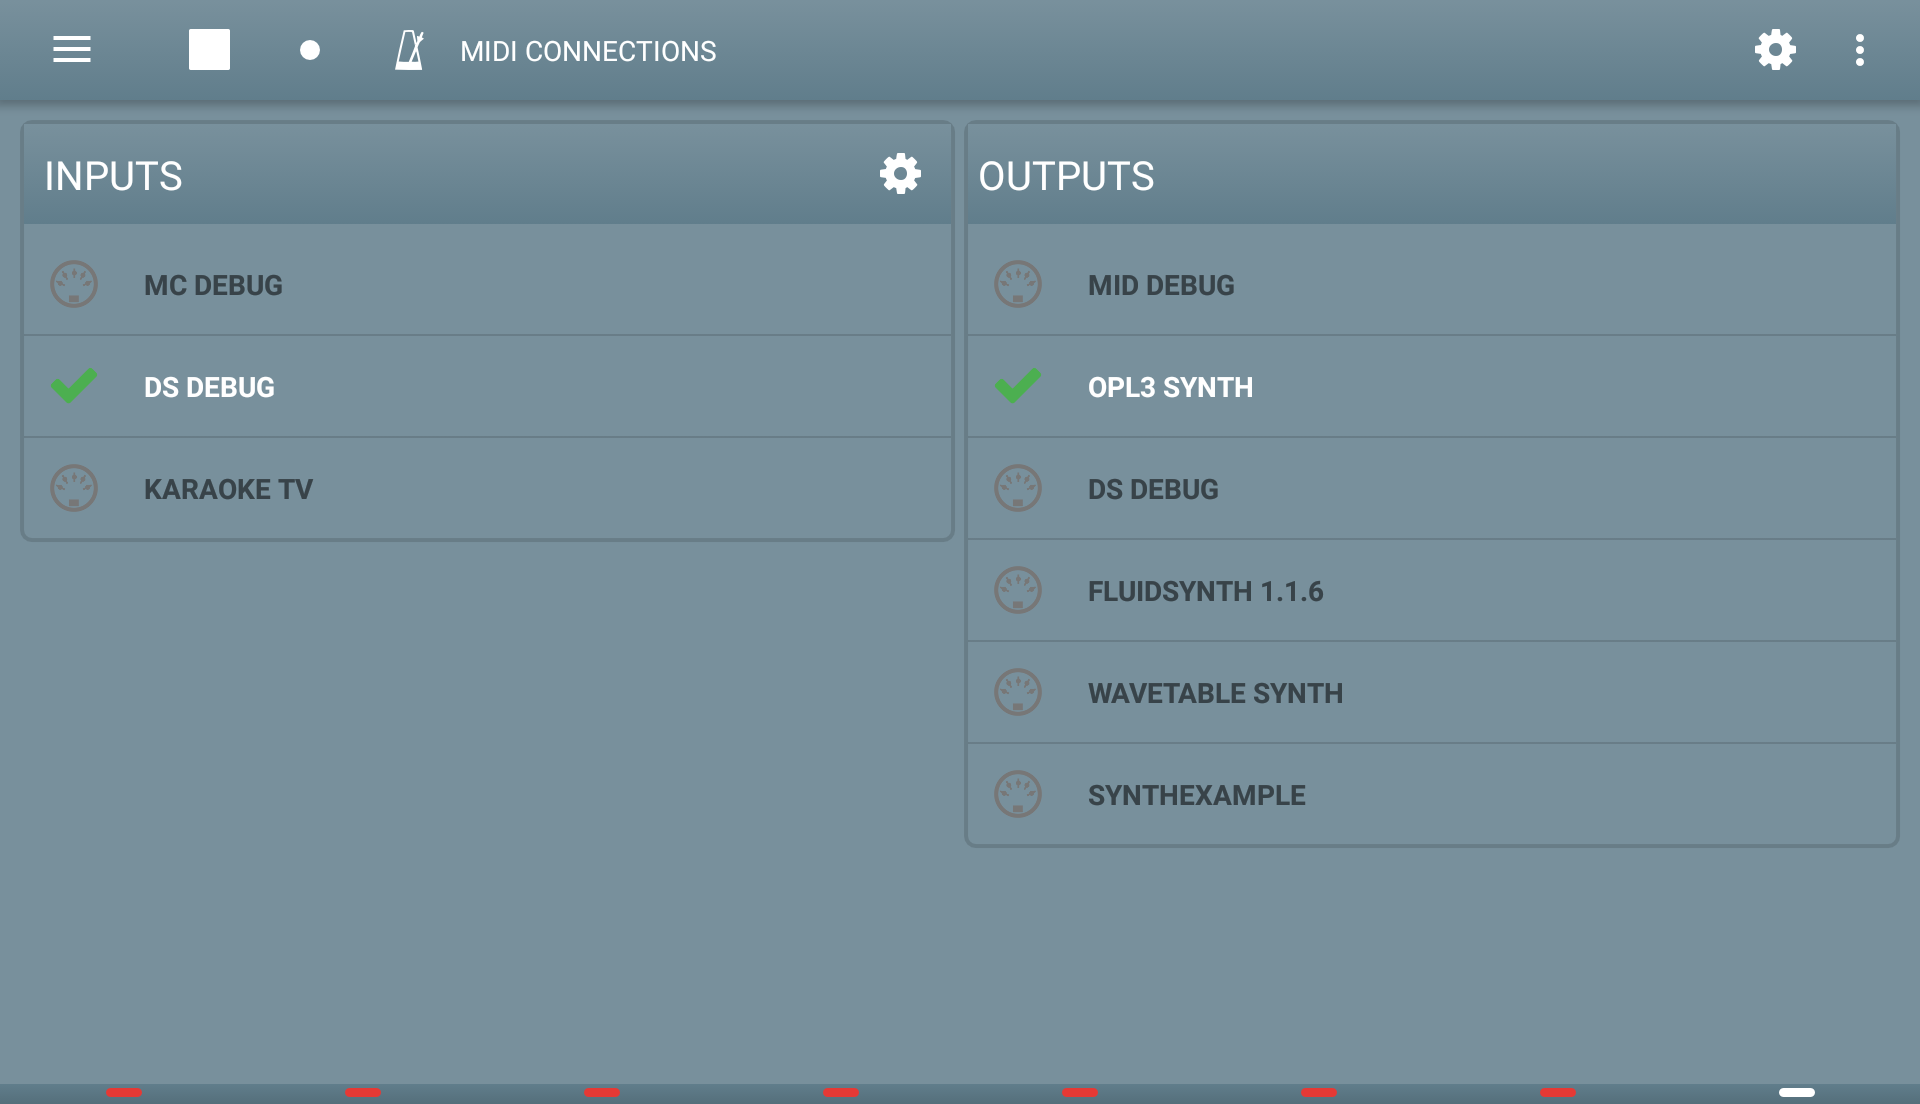 MIDI CONNECTIONS
INPUTS
MC DEBUG
DS DEBUG
KARAOKE TV
OUTPUTS
MID DEBUG
OPL3 SYNTH
DS DEBUG
FLUIDSYNTH 1.1.6
WAVETABLE SYNTH
SYNTHEXAMPLE